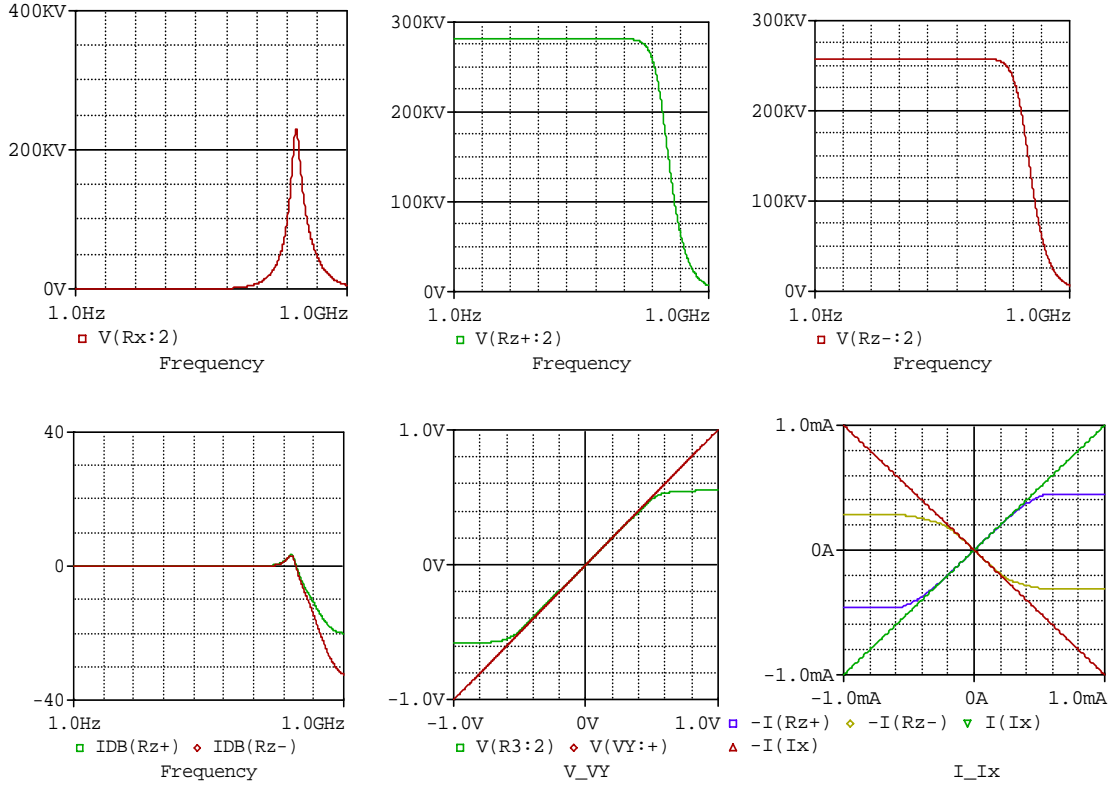 400KV
200KV
0V
1.0Hz 1.0GHz
V(Rx:2)
Frequency
300KV
200KV
100KV
0V
1.0Hz 1.0GHz
V(Rz+:2)
Frequency
300KV
200KV
100KV
0V
1.0Hz 1.0GHz
V(Rz-:2)
Frequency
40
0
-40
1.0Hz 1.0GHz
IDB(Rz+) IDB(Rz-)
Frequency
1.0V
0V
-1.0V
-1.0V 0V 1.0V
V(R3:2) V(VY:+)
V_VY
1.0mA
0A
-1.0mA
-1.0mA 0A 1.0mA
-I(Rz+) -I(Rz-) I(Ix)
-I(Ix)
I_Ix